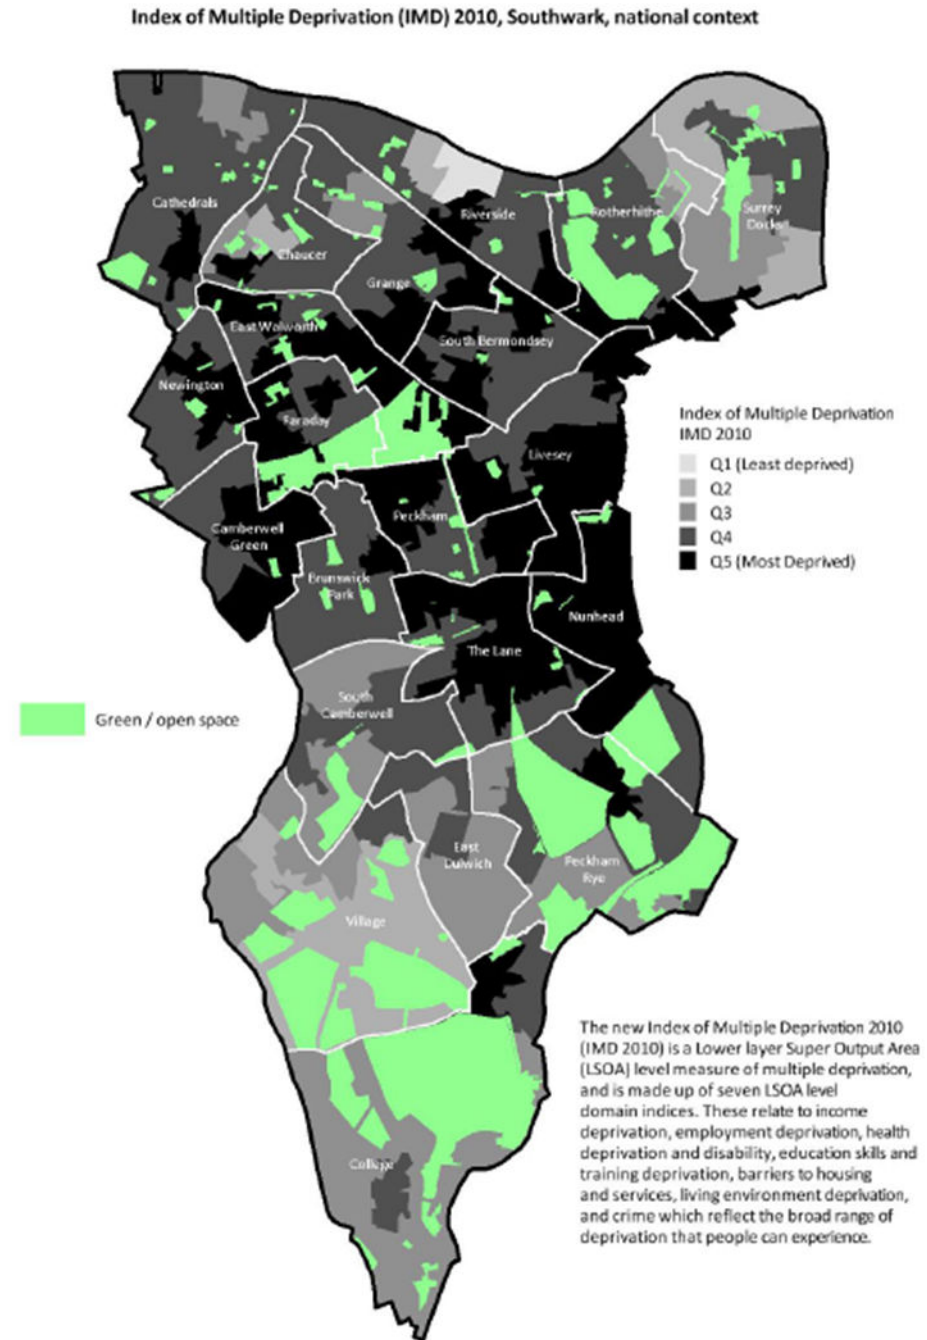 Index of Multiple Deprivation (IMD) 2010, Southwark, national context
Cathedrals
Riverside
Rotherhithe
Surrey
Docks
Chaucer
Grange
East Walworth
South Bermondsey
Newington
Faraday
Livesey
Index of Multiple Deprivation
IMD 2010
Q1 (Least deprived)
Q2
Q3
Q4
Q5 (Most Deprived)
Peckham
Camberwell
Green
Brunswick
Park
Nunhead
The Lane
South
Camberwell
Green / open space
East
Dulwich
Peckham
Rye
Village
College
The new Index of Multiple Deprivation 2010
(IMD 2010) is a Lower layer Super Output Area
(LSOA) level measure of multiple deprivation,
and is made up of seven LSOA level
domain indices. These relate to income
deprivation, employment deprivation, health
deprivation and disability, education skills and
training deprivation, barriers to housing
and services, living environment deprivation,
and crime which reflect the broad range of
deprivation that people can experience.